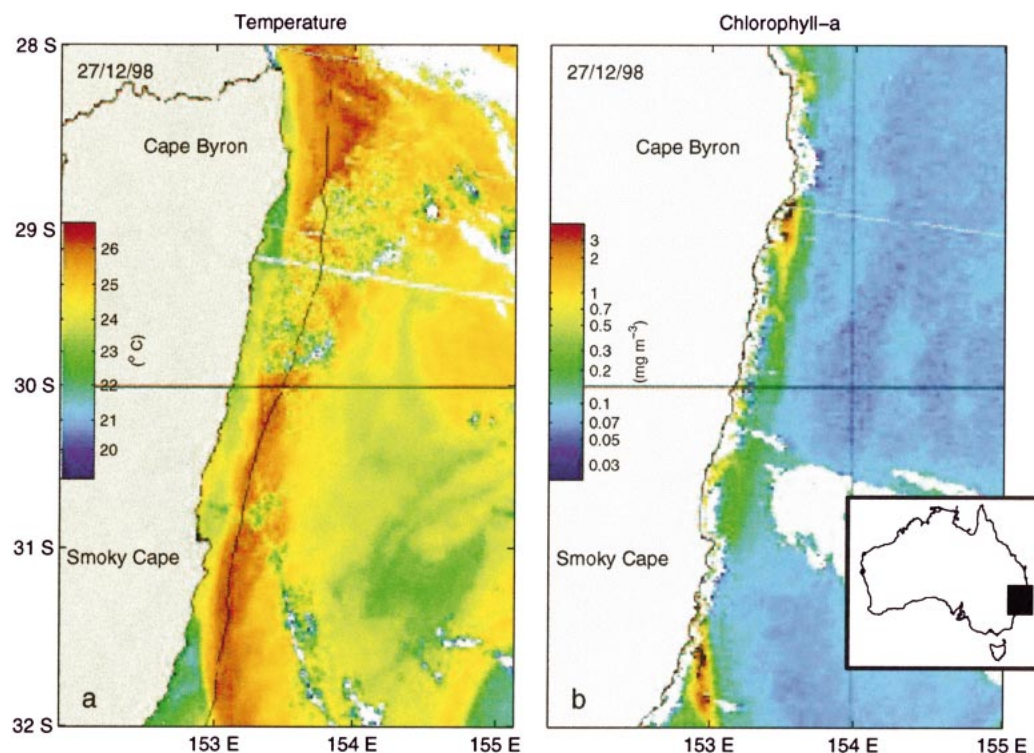 Temperature
Chlorophyll-a
28 S
29 S
30 S
31 S
32 S
27/12/98
Cape Byron
26
25
24
23
22
21
20
(° C)
Smoky Cape
a
153 E
154 E
155 E
27/12/98
Cape Byron
3
2
1
0.7
0.5
0.3
0.2
0.1
0.07
0.05
0.03
(mg m⁻³)
Smoky Cape
b
153 E
154 E
155 E